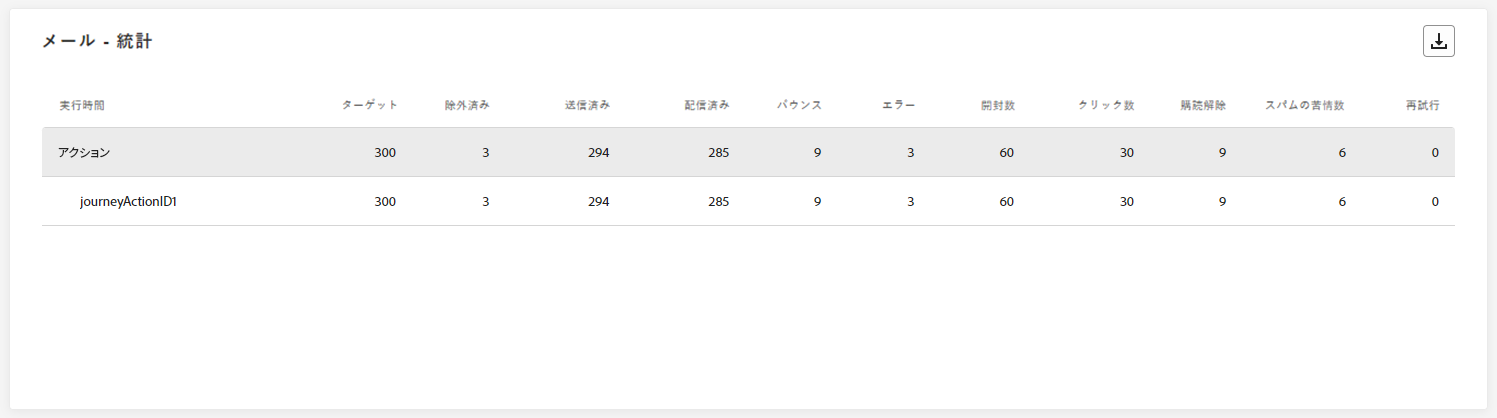 メール - 統計
実行時間 ターゲット 除外済み 送信済み 配信済み バウンス エラー 開封数 クリック数 購読解除 スパムの苦情数 再試行
アクション 300 3 294 285 9 3 60 30 9 6 0
journeyActionID1 300 3 294 285 9 3 60 30 9 6 0